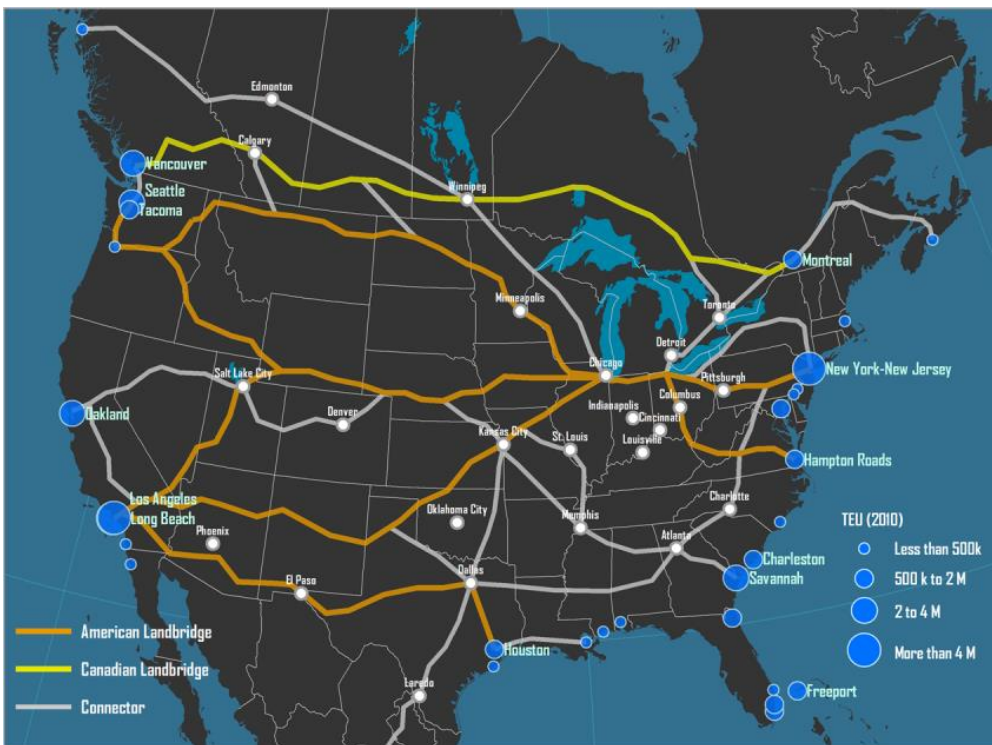 Edmonton
Calgary
Vancouver
Winnipeg
Seattle
Tacoma
Montreal
Minneapolis
Toronto
Detroit
Chicago
New York-New Jersey
Salt Lake City
Pittsburgh
Columbus
Denver
Indianapolis
Cincinnati
Oakland
Kansas City
St. Louis
Louisville
Hampton Roads
Los Angeles
Long Beach
Charlotte
Oklahoma City
Memphis
Phoenix
Atlanta
Charleston
Savannah
El Paso
Dallas
Houston
Laredo
Freeport
TEU (2010)
Less than 500k
500 k to 2 M
2 to 4 M
More than 4 M
American Landbridge
Canadian Landbridge
Connector